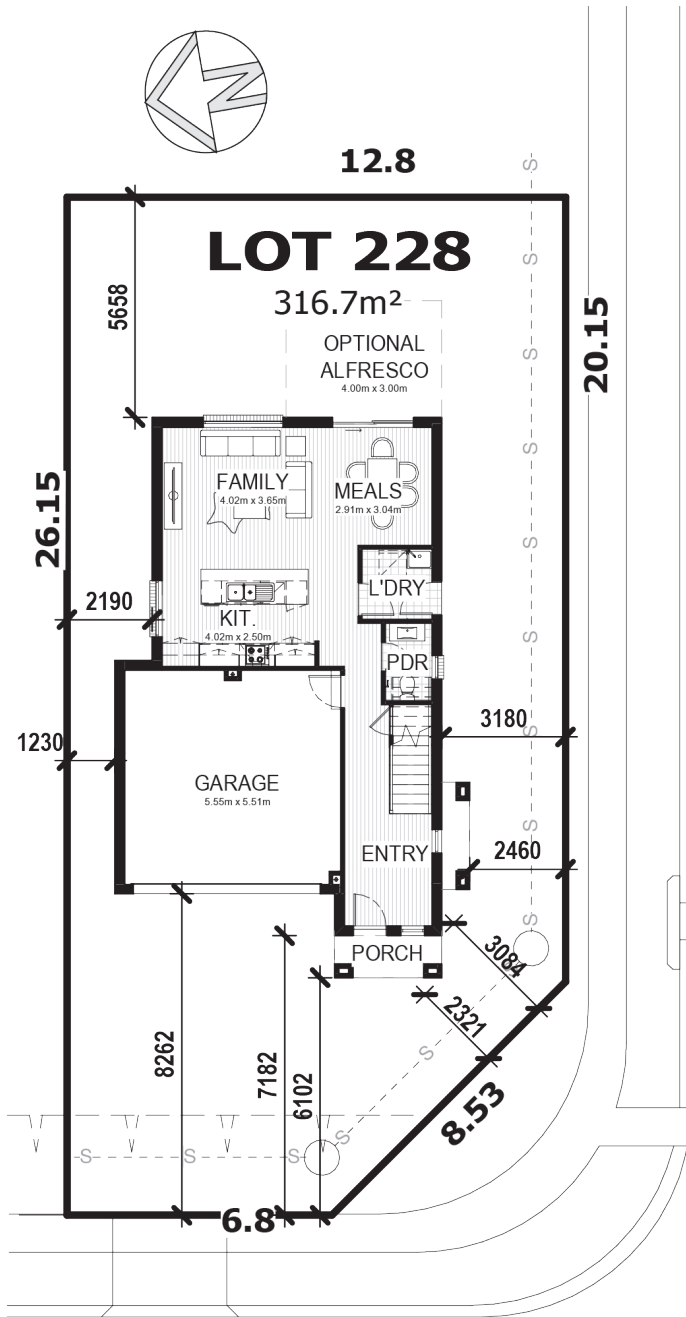 N
12.8
S
LOT 228
316.7m²
S
5658
20.15
OPTIONAL
ALFRESCO
4.00m x 3.00m
S
S
FAMILY
4.02m x 3.65m
MEALS
2.91m x 3.04m
26.15
S
L'DRY
2190
KIT.
4.02m x 2.50m
S
PDR
3180
S
1230
GARAGE
5.55m x 5.51m
S
ENTRY
2460
S
PORCH
3084
2321
8262
7182
6102
S
8.53
S
S
S
S
6.8